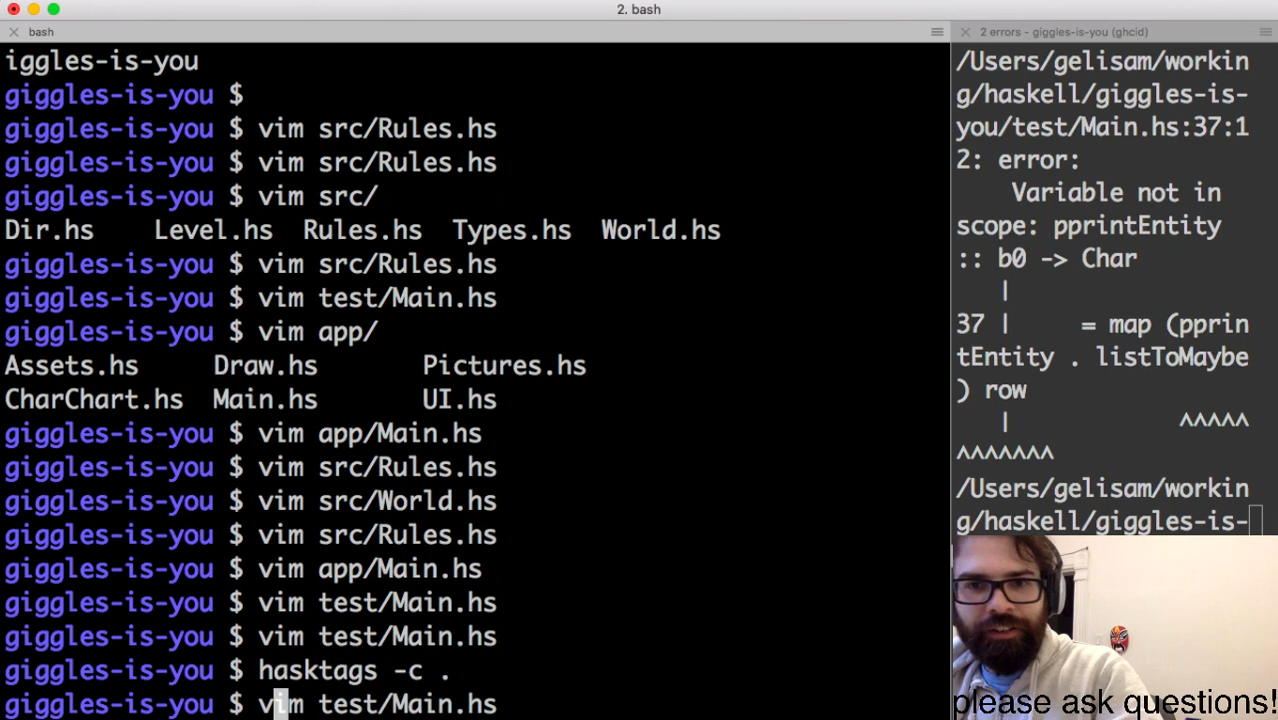 2. bash
bash
iggles-is-you
giggles-is-you $
giggles-is-you $ vim src/Rules.hs
giggles-is-you $ vim src/Rules.hs
giggles-is-you $ vim src/
Dir.hs Level.hs Rules.hs Types.hs World.hs
giggles-is-you $ vim src/Rules.hs
giggles-is-you $ vim test/Main.hs
giggles-is-you $ vim app/
Assets.hs Draw.hs Pictures.hs
CharChart.hs Main.hs UI.hs
giggles-is-you $ vim app/Main.hs
giggles-is-you $ vim src/Rules.hs
giggles-is-you $ vim src/World.hs
giggles-is-you $ vim src/Rules.hs
giggles-is-you $ vim app/Main.hs
giggles-is-you $ vim test/Main.hs
giggles-is-you $ vim test/Main.hs
giggles-is-you $ hasktags -c .
giggles-is-you $ vim test/Main.hs
2 errors - giggles-is-you (ghcid)
/Users/gelisam/workin
g/haskell/giggles-is-
you/test/Main.hs:37:1
2: error:
Variable not in
scope: pprintEntity
:: b0 -> Char
|
37 | = map (pprin
tEntity . listToMaybe
) row
| ^^^^^
^^^^^^^
/Users/gelisam/workin
g/haskell/giggles-is-
please ask questions!